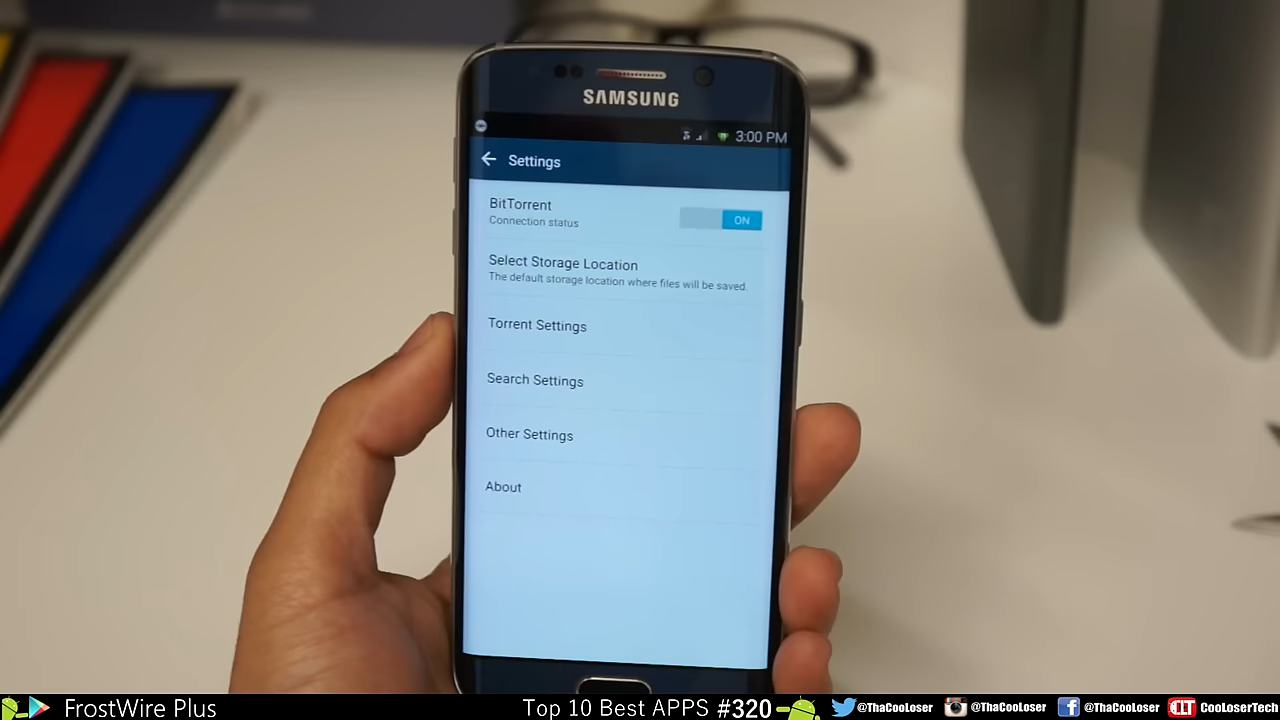 SAMSUNG
3:00 PM
Settings
BitTorrent
Connection status
ON
Select Storage Location
The default storage location where files will be saved.
Torrent Settings
Search Settings
Other Settings
About
FrostWire Plus
Top 10 Best APPS #320
@ThaCooLoser
@ThaCooLoser
@ThaCooLoser
CLT CooLoserTech